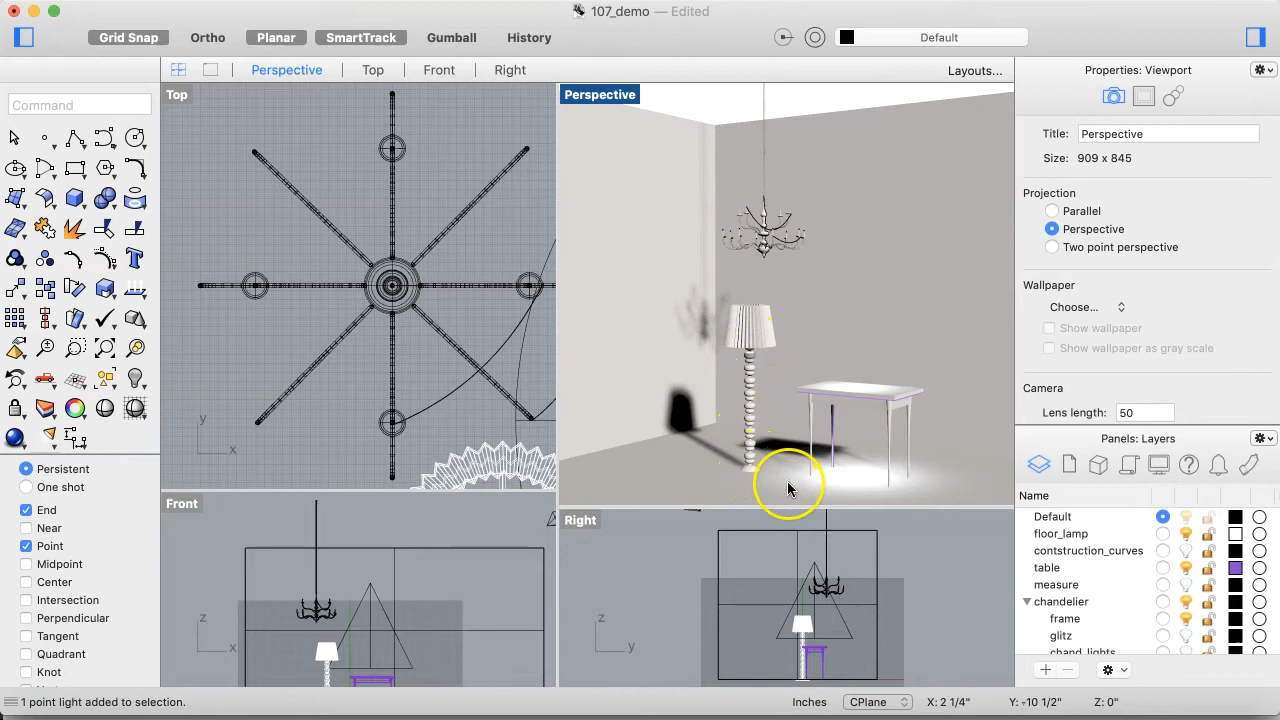 107_demo — Edited
Grid Snap Ortho Planar SmartTrack Gumball History Default
Perspective Top Front Right Layouts... Properties: Viewport
Top Perspective
Command
Title: Perspective
Size: 909 x 845
Projection
Parallel
Perspective
Two point perspective
Wallpaper
Choose...
Show wallpaper
Show wallpaper as gray scale
Camera
Lens length: 50
y
x
Panels: Layers
Persistent
One shot
End
Near
Point
Midpoint
Center
Intersection
Perpendicular
Tangent
Quadrant
Knot
Front
z
x
Right
z
y
Name
Default
floor_lamp
contstruction_curves
table
measure
chandelier
frame
glitz
chand_lights
1 point light added to selection. Inches CPlane X: 2 1/4" Y: -10 1/2" Z: 0"